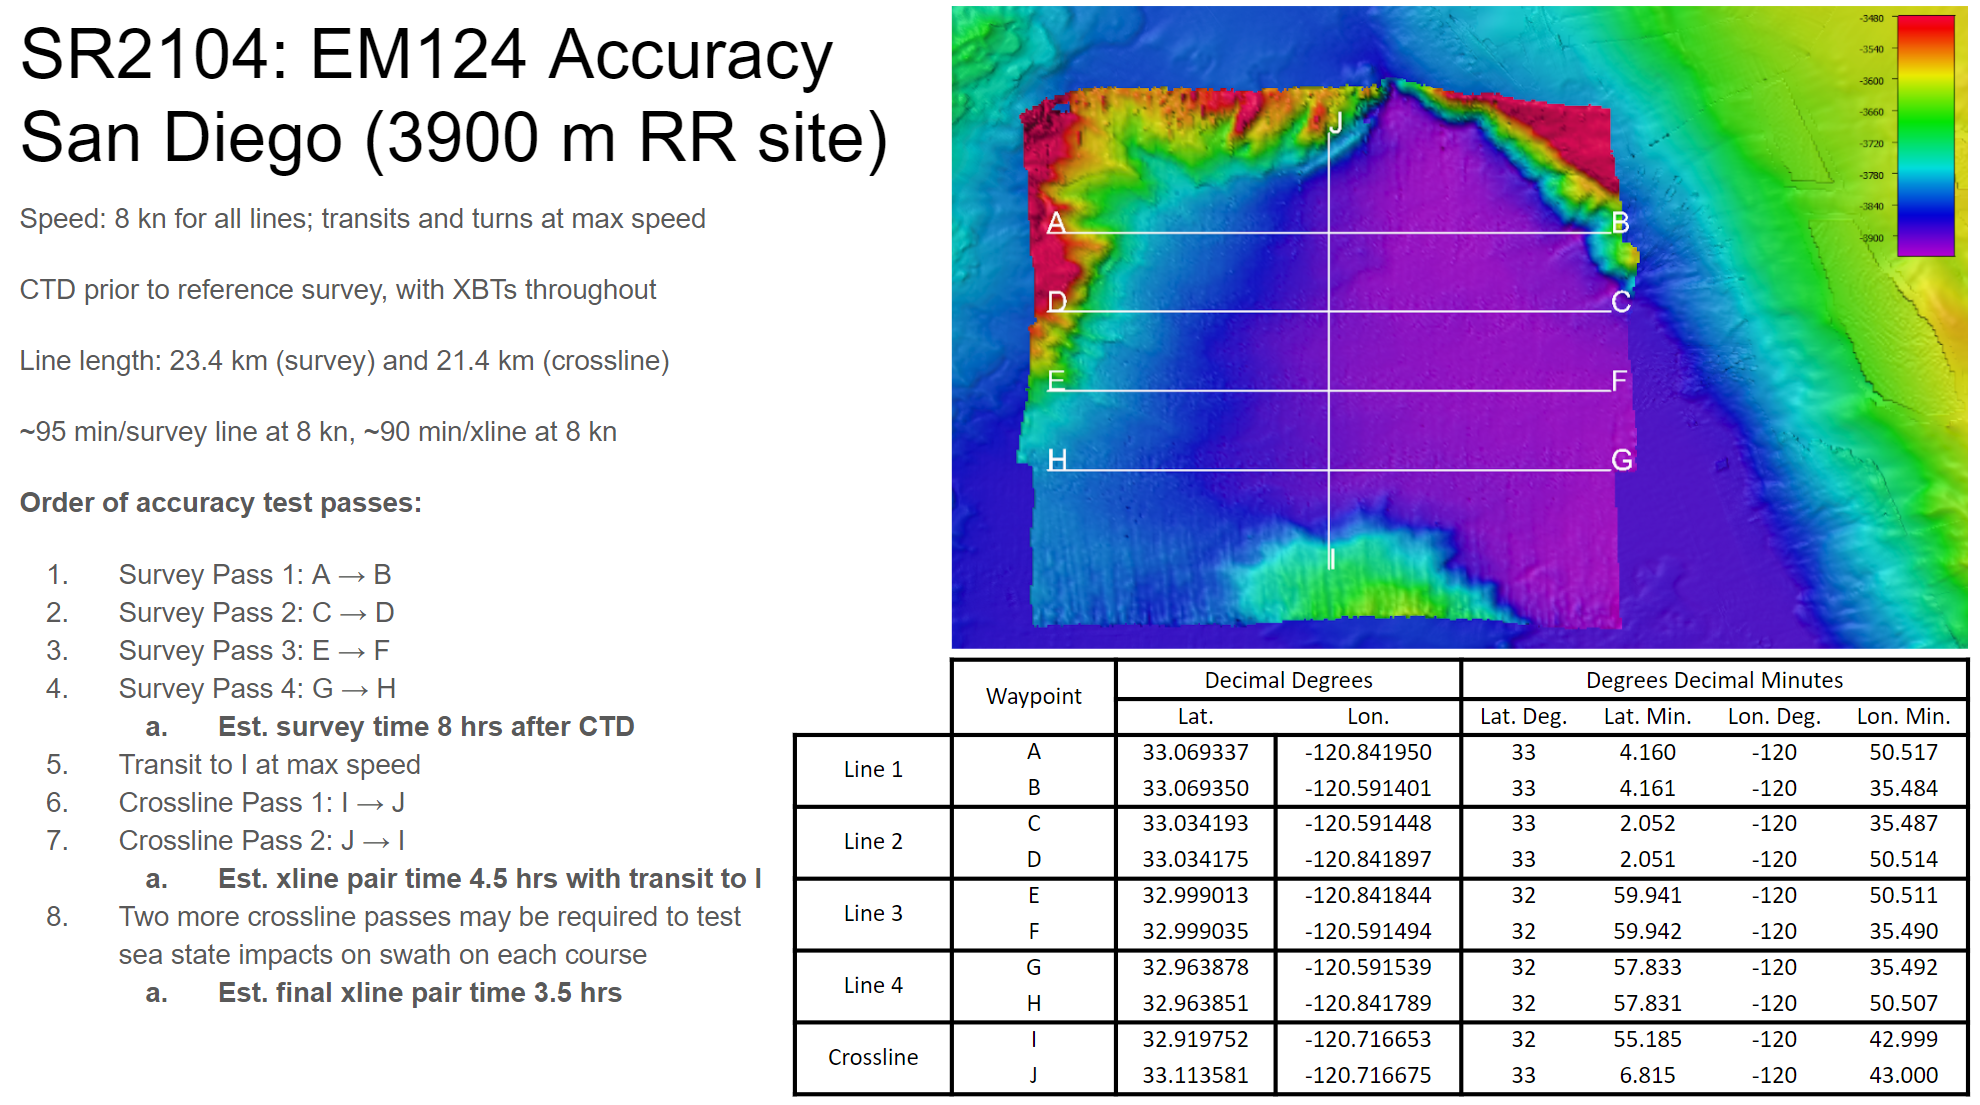 SR2104: EM124 Accuracy
San Diego (3900 m RR site)
Speed: 8 kn for all lines; transits and turns at max speed
CTD prior to reference survey, with XBTs throughout
Line length: 23.4 km (survey) and 21.4 km (crossline)
~95 min/survey line at 8 kn, ~90 min/xline at 8 kn
Order of accuracy test passes:
1. Survey Pass 1: A → B
2. Survey Pass 2: C → D
3. Survey Pass 3: E → F
4. Survey Pass 4: G → H
a. Est. survey time 8 hrs after CTD
5. Transit to I at max speed
6. Crossline Pass 1: I → J
7. Crossline Pass 2: J → I
a. Est. xline pair time 4.5 hrs with transit to I
8. Two more crossline passes may be required to test
sea state impacts on swath on each course
a. Est. final xline pair time 3.5 hrs
-3480
-3540
-3600
-3660
-3720
-3780
-3840
-3900
J
A B
D C
E F
H G
I
Waypoint Decimal Degrees Degrees Decimal Minutes
Lat. Lon. Lat. Deg. Lat. Min. Lon. Deg. Lon. Min.
Line 1
A 33.069337 -120.841950 33 4.160 -120 50.517
B 33.069350 -120.591401 33 4.161 -120 35.484
Line 2
C 33.034193 -120.591448 33 2.052 -120 35.487
D 33.034175 -120.841897 33 2.051 -120 50.514
Line 3
E 32.999013 -120.841844 32 59.941 -120 50.511
F 32.999035 -120.591494 32 59.942 -120 35.490
Line 4
G 32.963878 -120.591539 32 57.833 -120 35.492
H 32.963851 -120.841789 32 57.831 -120 50.507
Crossline
I 32.919752 -120.716653 32 55.185 -120 42.999
J 33.113581 -120.716675 33 6.815 -120 43.000